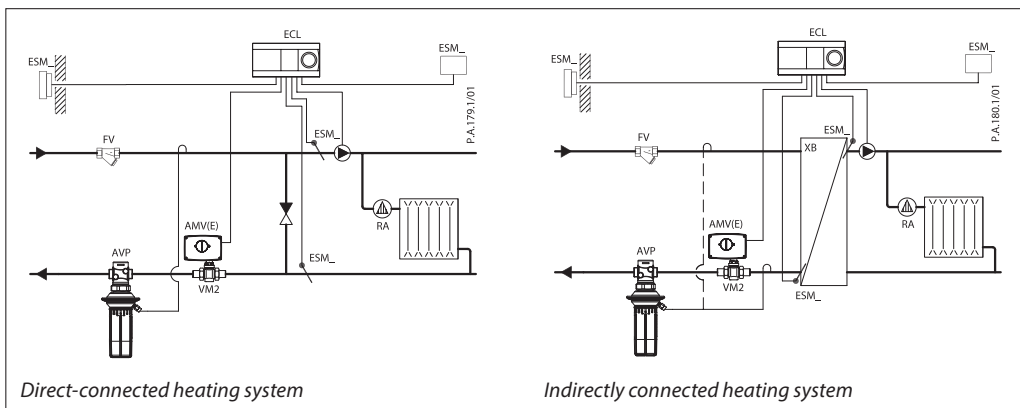 ECL
ESM_
ESM_
P.A.179.1/01
FV
ESM_
AMV(E)
RA
AVP
ESM_
VM2
Direct-connected heating system
ECL
ESM_
ESM_
P.A.180.1/01
FV
ESM_
XB
AMV(E)
RA
AVP
VM2
ESM_
Indirectly connected heating system